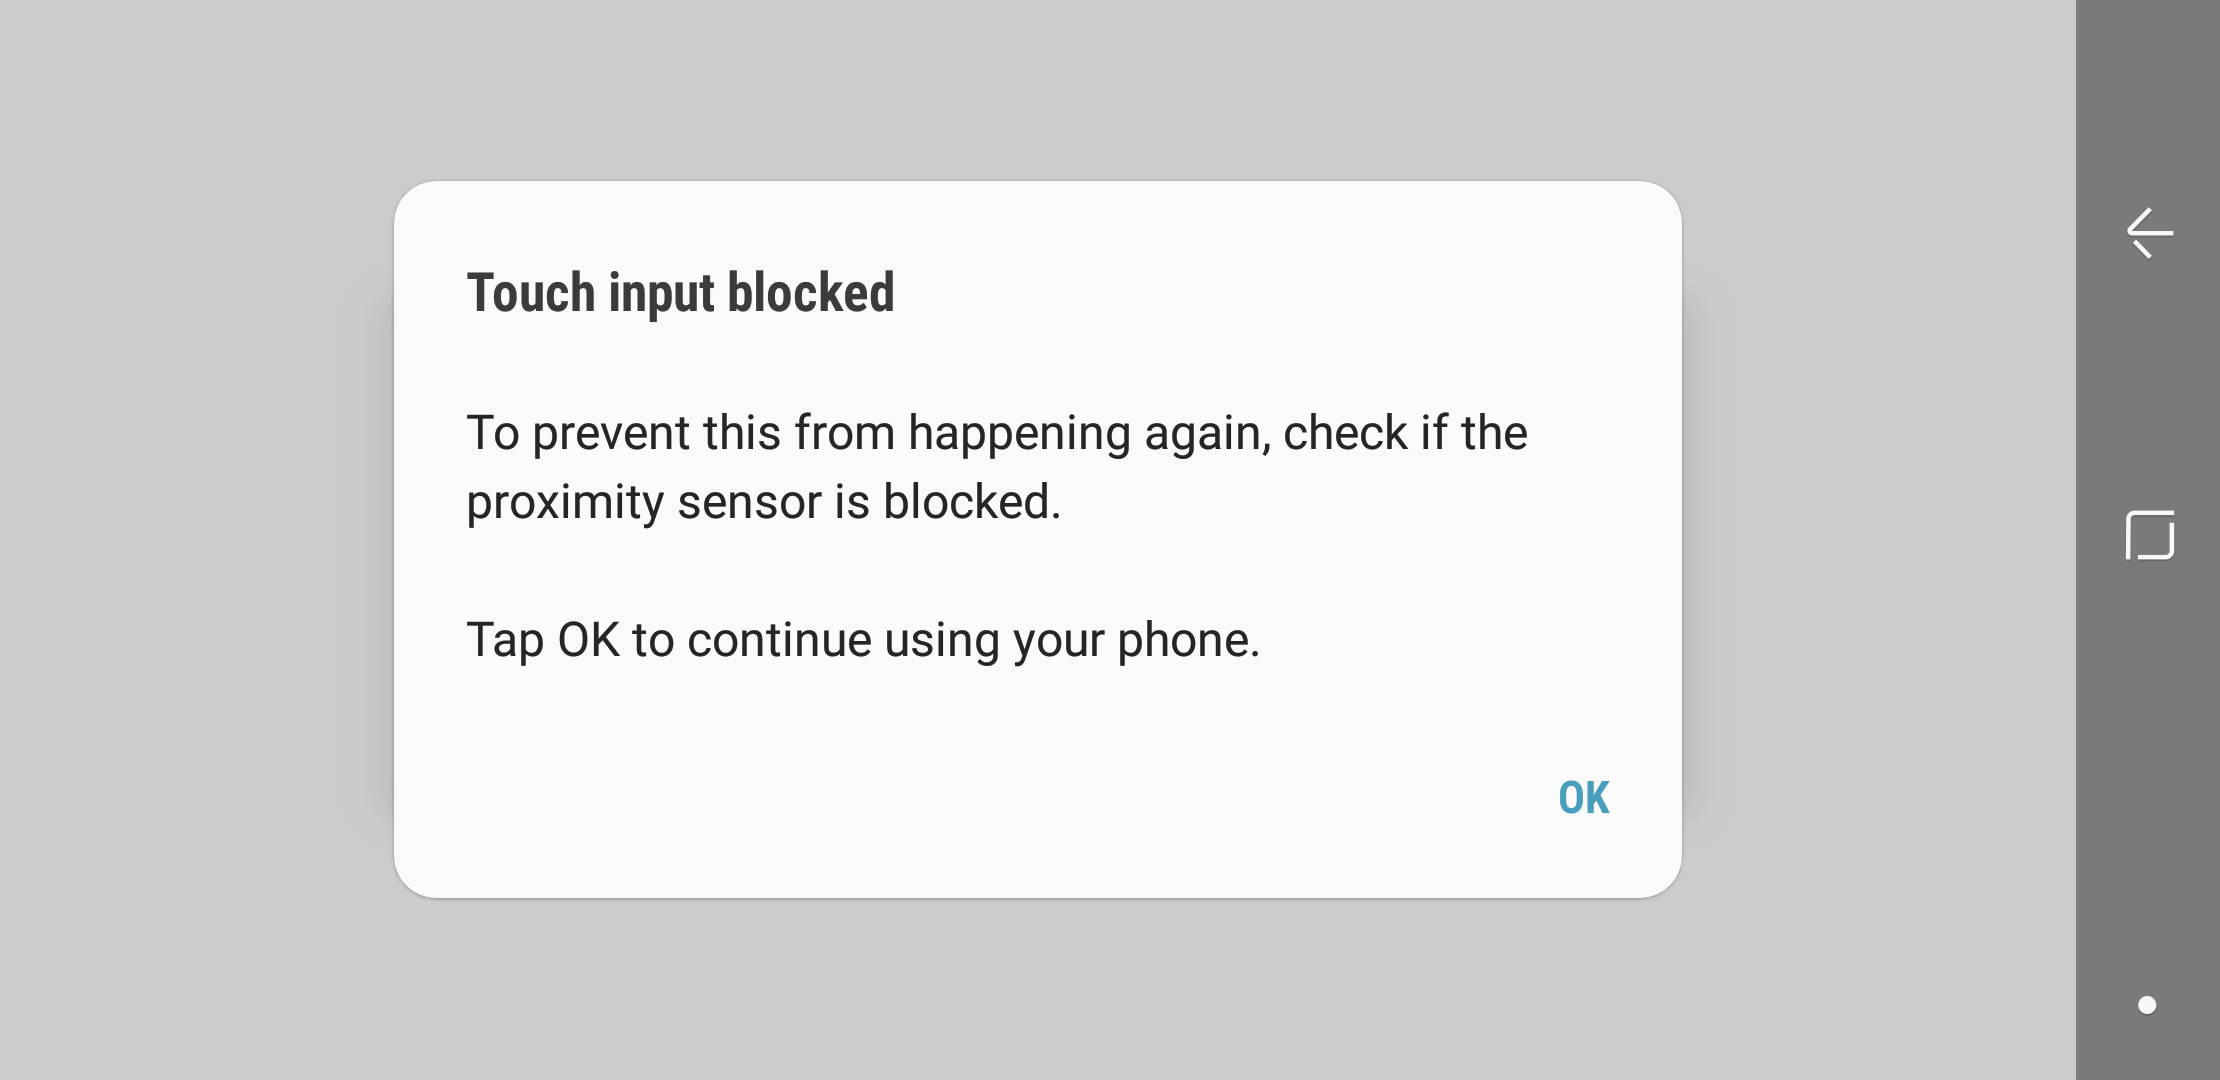 Touch input blocked
To prevent this from happening again, check if the
proximity sensor is blocked.
Tap OK to continue using your phone.
OK